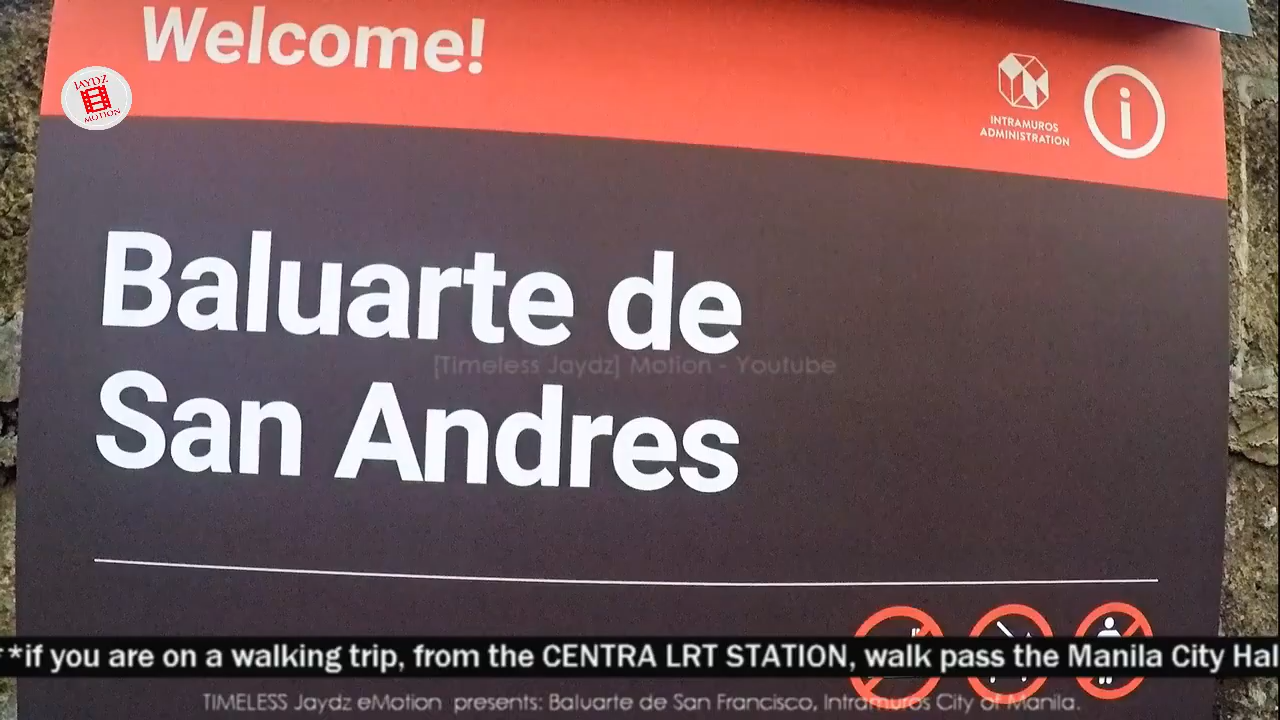 Welcome!
JAYDZ
MOTION
INTRAMUROS
ADMINISTRATION
i
Baluarte de
San Andres
[Timeless Jaydz] Motion - Youtube
**if you are on a walking trip, from the CENTRA LRT STATION, walk pass the Manila City Hal
TIMELESS Jaydz eMotion presents: Baluarte de San Francisco, Intramuros City of Manila.